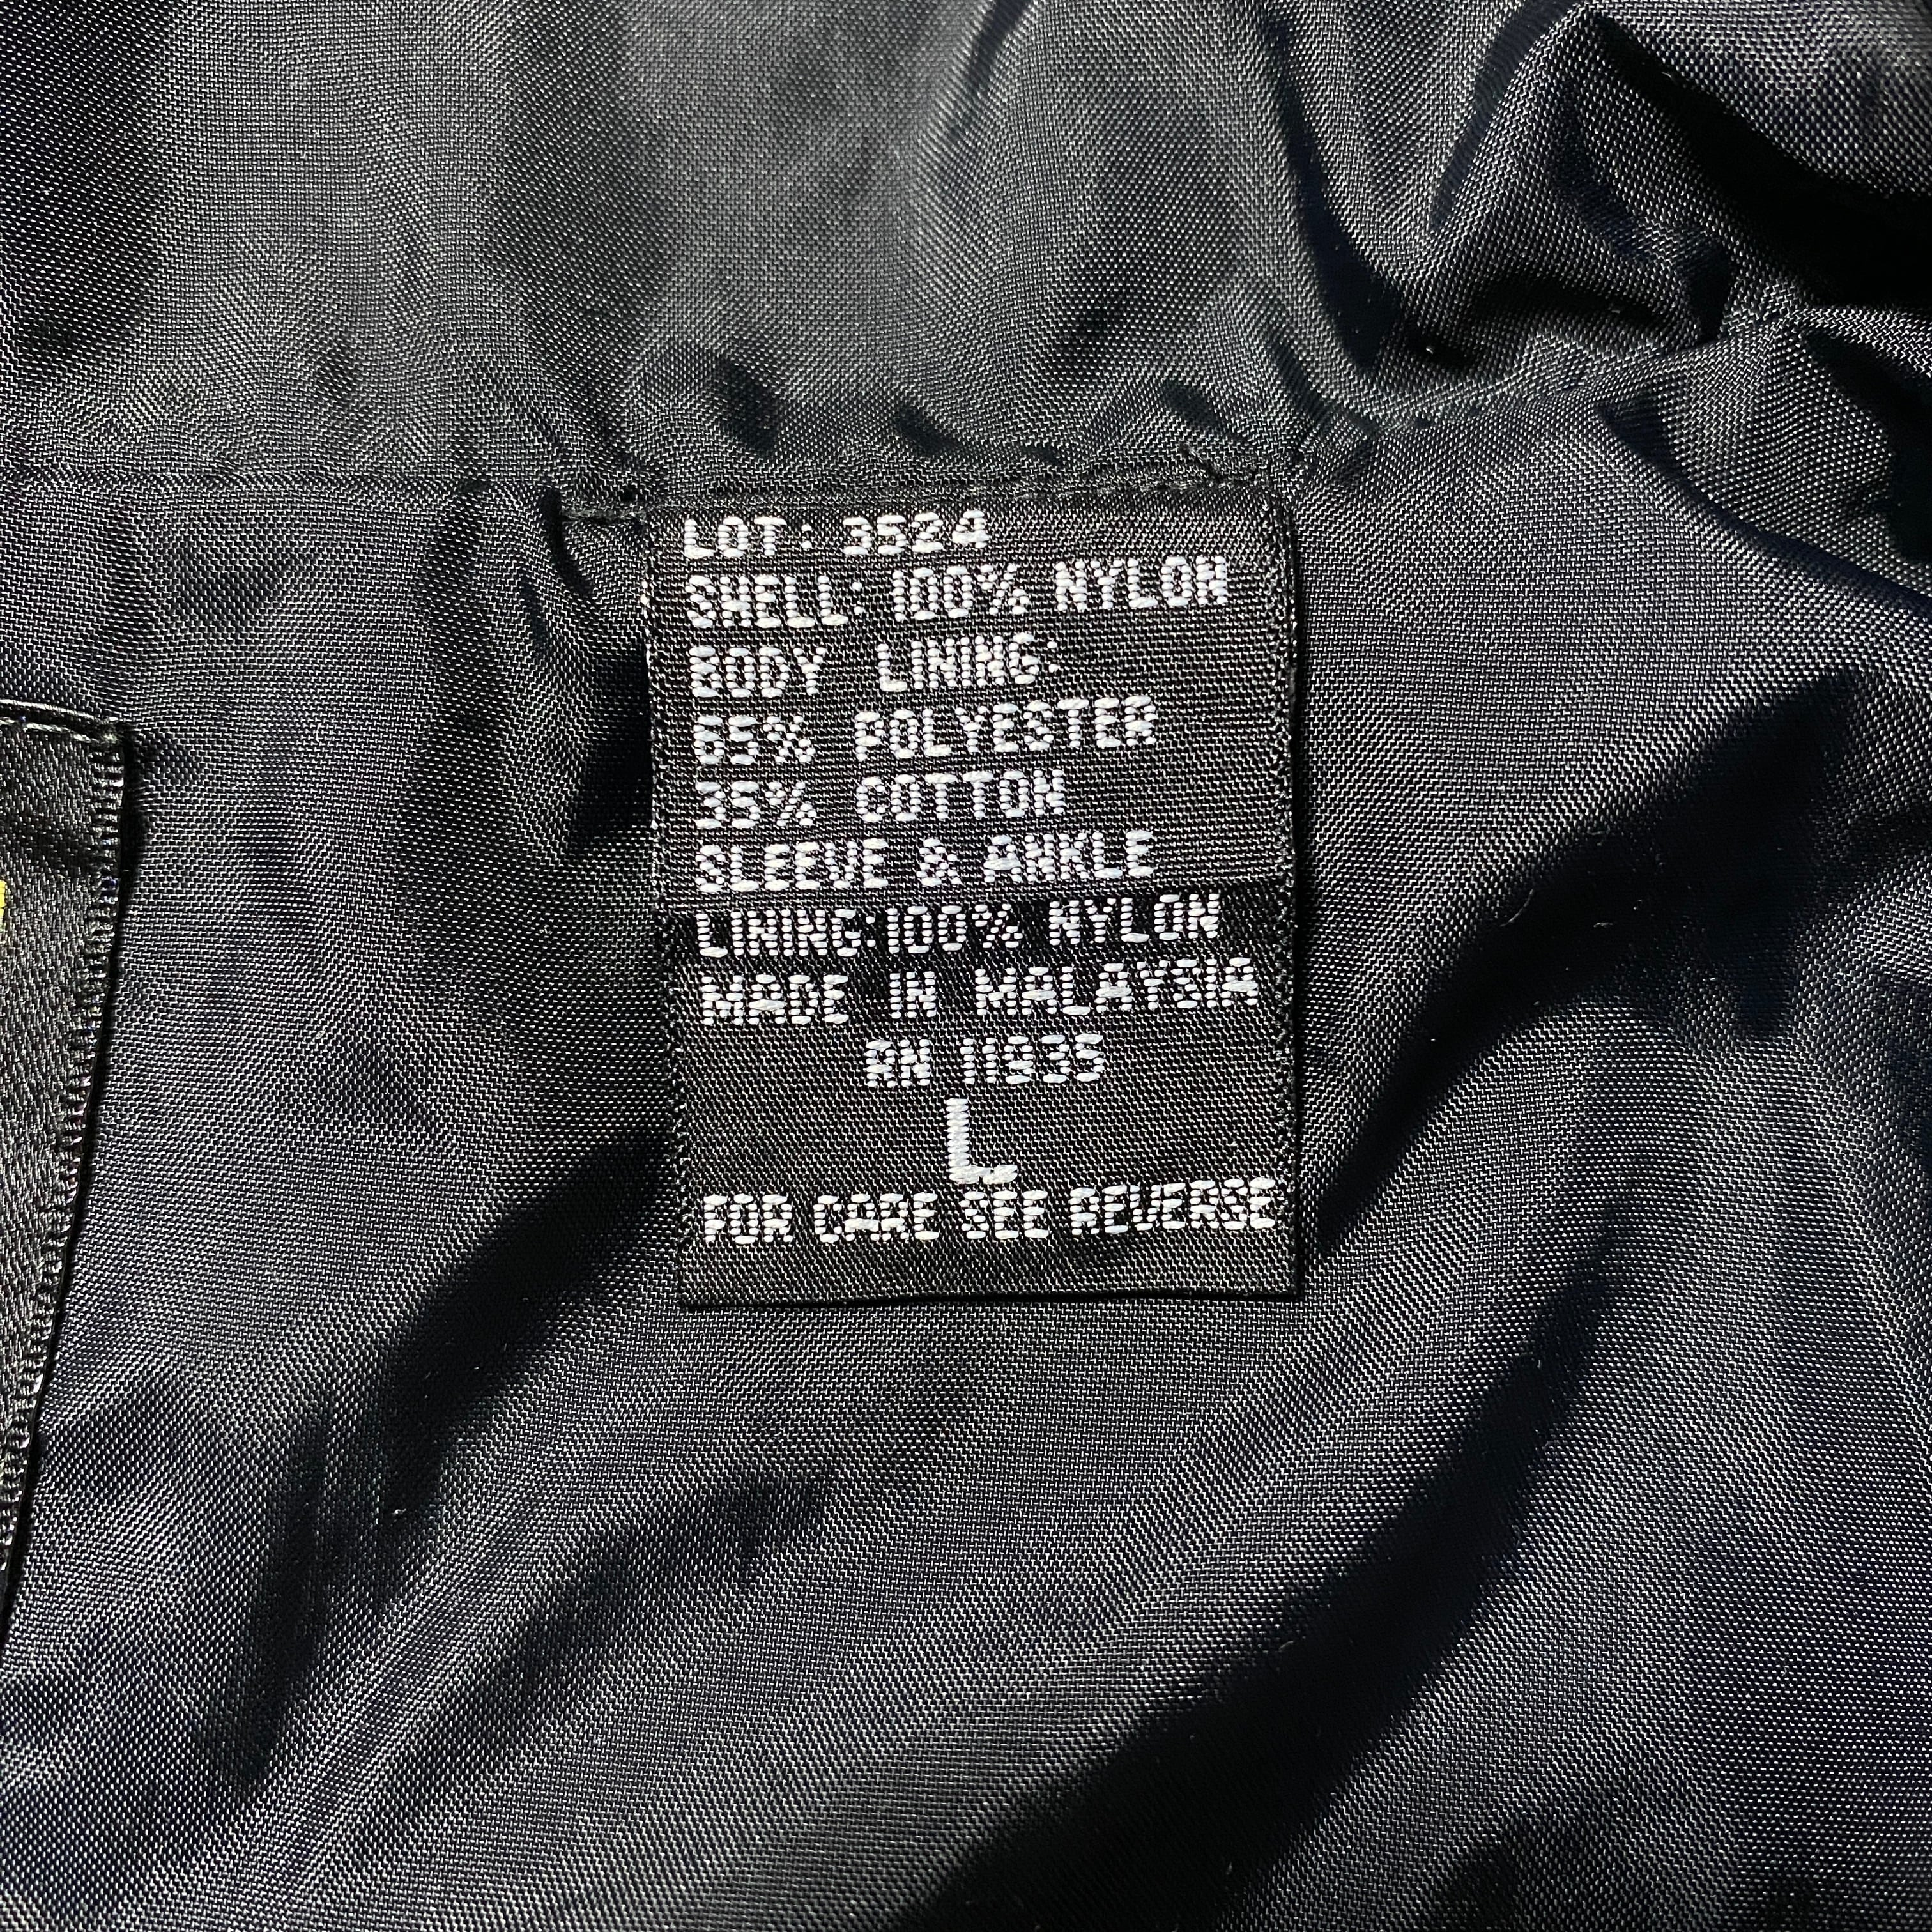 LOT: 3524
SHELL: 100% NYLON
BODY LINING:
65% POLYESTER
35% COTTON
SLEEVE & ANKLE
LINING:100% NYLON
MADE IN MALAYSIA
RN 11935
L
FOR CARE SEE REVERSE